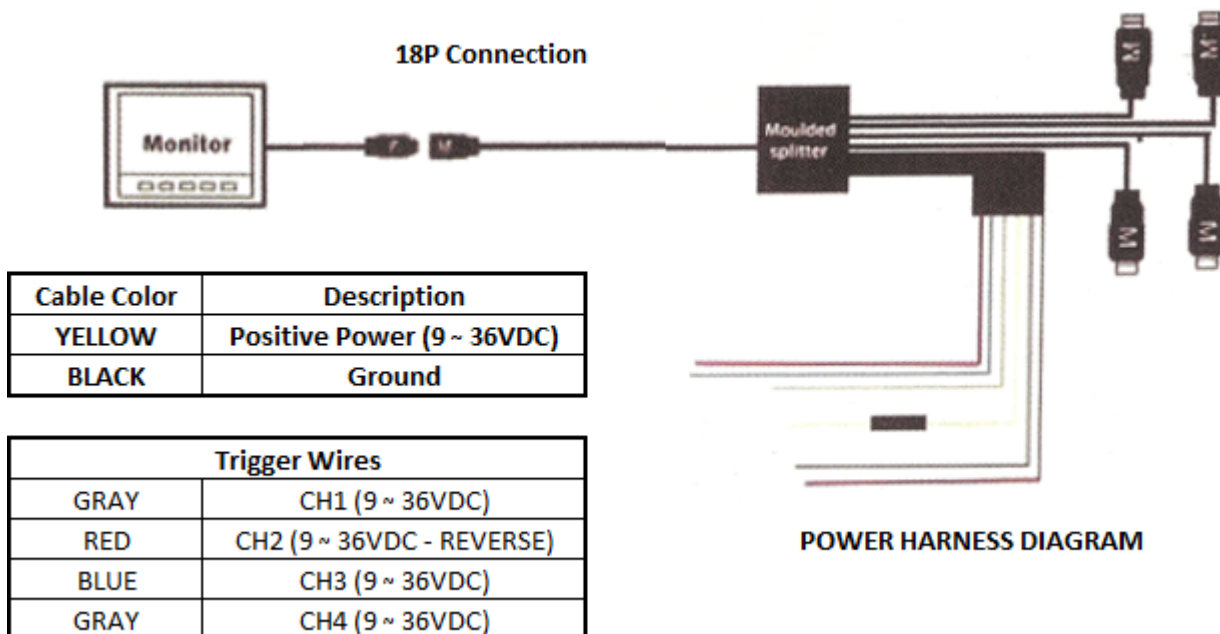 18P Connection
Monitor
F
M
Moulded
splitter
M
M
M
M
Cable Color Description
YELLOW Positive Power (9 ~ 36VDC)
BLACK Ground
Trigger Wires
GRAY CH1 (9 ~ 36VDC)
RED CH2 (9 ~ 36VDC - REVERSE)
BLUE CH3 (9 ~ 36VDC)
GRAY CH4 (9 ~ 36VDC)
POWER HARNESS DIAGRAM